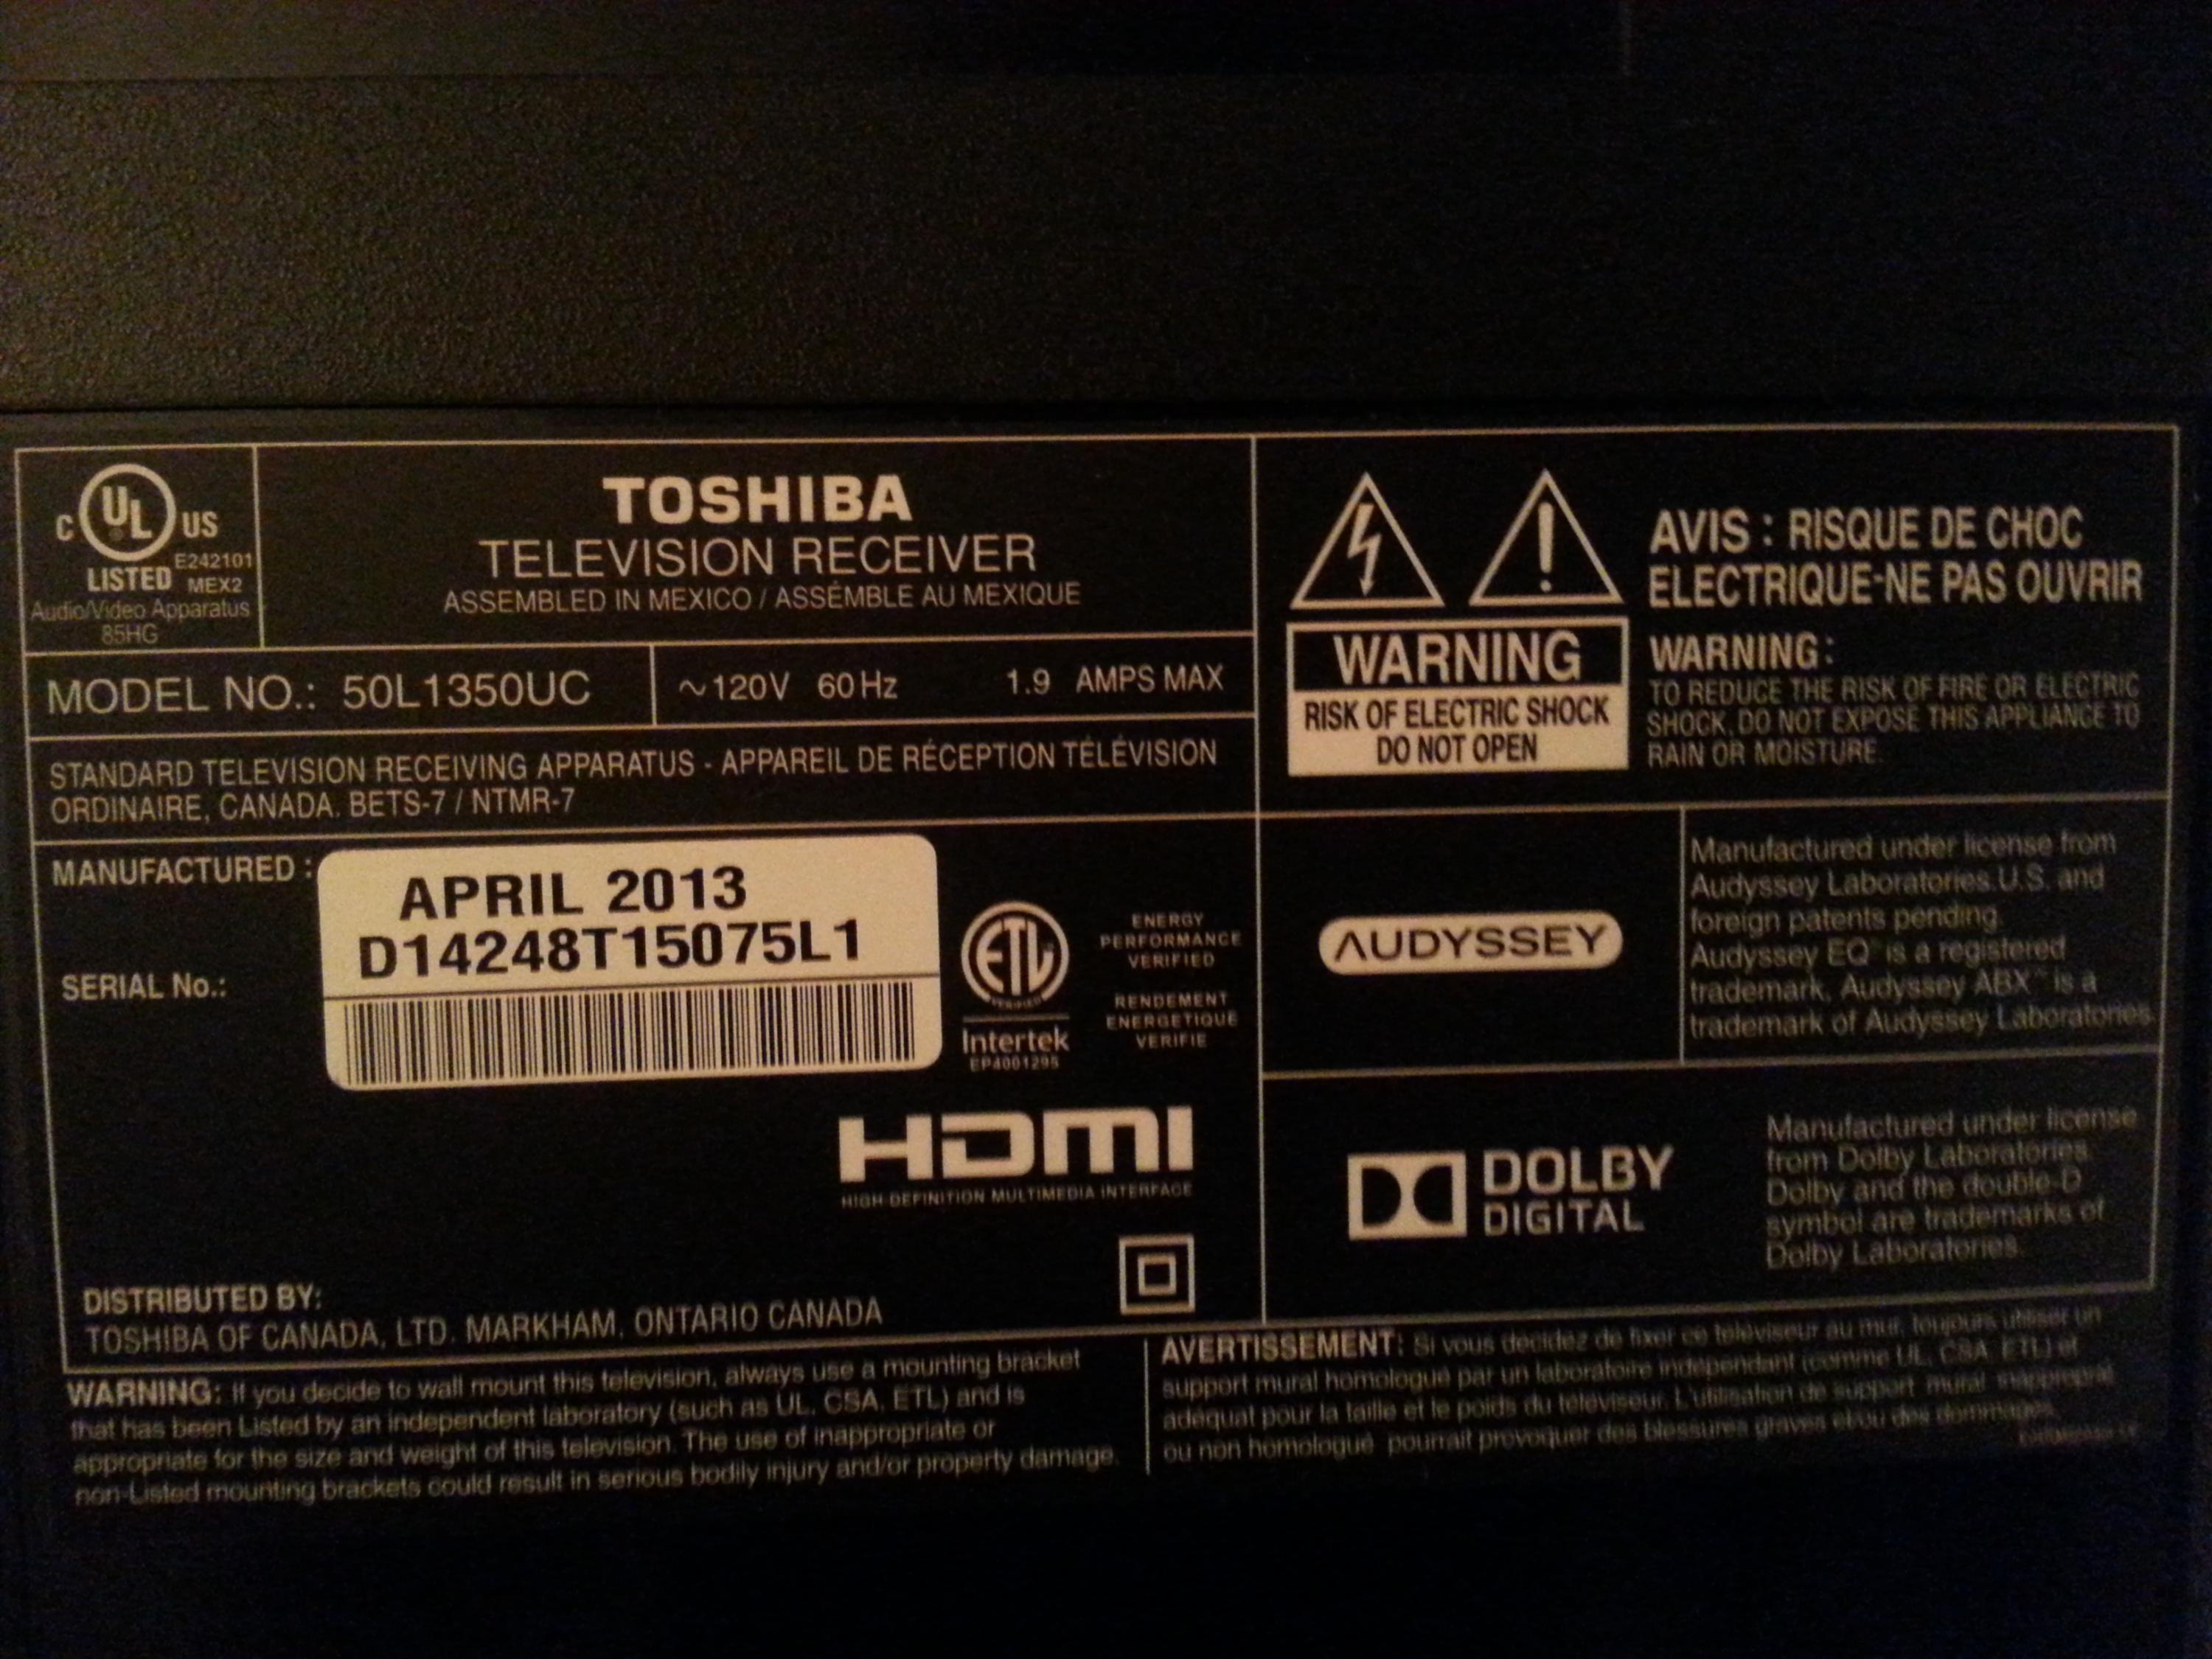 C UL US
LISTED
E242101
MEX2
Audio/Video Apparatus
85HG
TOSHIBA
TELEVISION RECEIVER
ASSEMBLED IN MEXICO / ASSÉMBLE AU MEXIQUE
MODEL NO.: 50L1350UC
~120V 60Hz 1.9 AMPS MAX
STANDARD TELEVISION RECEIVING APPARATUS - APPAREIL DE RÉCEPTION TÉLÉVISION
ORDINAIRE, CANADA. BETS-7 / NTMR-7
MANUFACTURED :
APRIL 2013
SERIAL No.:
D14248T15075L1
ETL
VERIFIED
Intertek
EP4001295
ENERGY
PERFORMANCE
VERIFIED
RENDEMENT
ENERGETIQUE
VERIFIE
HDMI
HIGH-DEFINITION MULTIMEDIA INTERFACE
DISTRIBUTED BY:
TOSHIBA OF CANADA, LTD. MARKHAM, ONTARIO CANADA
WARNING
RISK OF ELECTRIC SHOCK
DO NOT OPEN
AVIS : RISQUE DE CHOC
ELECTRIQUE-NE PAS OUVRIR
WARNING:
TO REDUCE THE RISK OF FIRE OR ELECTRIC
SHOCK, DO NOT EXPOSE THIS APPLIANCE TO
RAIN OR MOISTURE.
AUDYSSEY
Manufactured under license from
Audyssey Laboratories.U.S. and
foreign patents pending.
Audyssey EQ™ is a registered
trademark, Audyssey ABX™ is a
trademark of Audyssey Laboratories
DOLBY
DIGITAL
Manufactured under license
from Dolby Laboratories.
Dolby and the double-D
symbol are trademarks of
Dolby Laboratories.
WARNING: If you decide to wall mount this television, always use a mounting bracket
that has been Listed by an independent laboratory (such as UL, CSA, ETL) and is
appropriate for the size and weight of this television. The use of inappropriate or
non-Listed mounting brackets could result in serious bodily injury and/or property damage.
AVERTISSEMENT: Si vous decidez de fixer ce téléviseur au mur, toujours utiliser un
support mural homologué par un laboratoire indépendant (comme UL, CSA, ETL) et
adéquat pour la taille et le poids du téléviseur. L'utilisation de support mural inapproprié
ou non homologué pourrait provoquer des blessures graves et/ou des dommages.